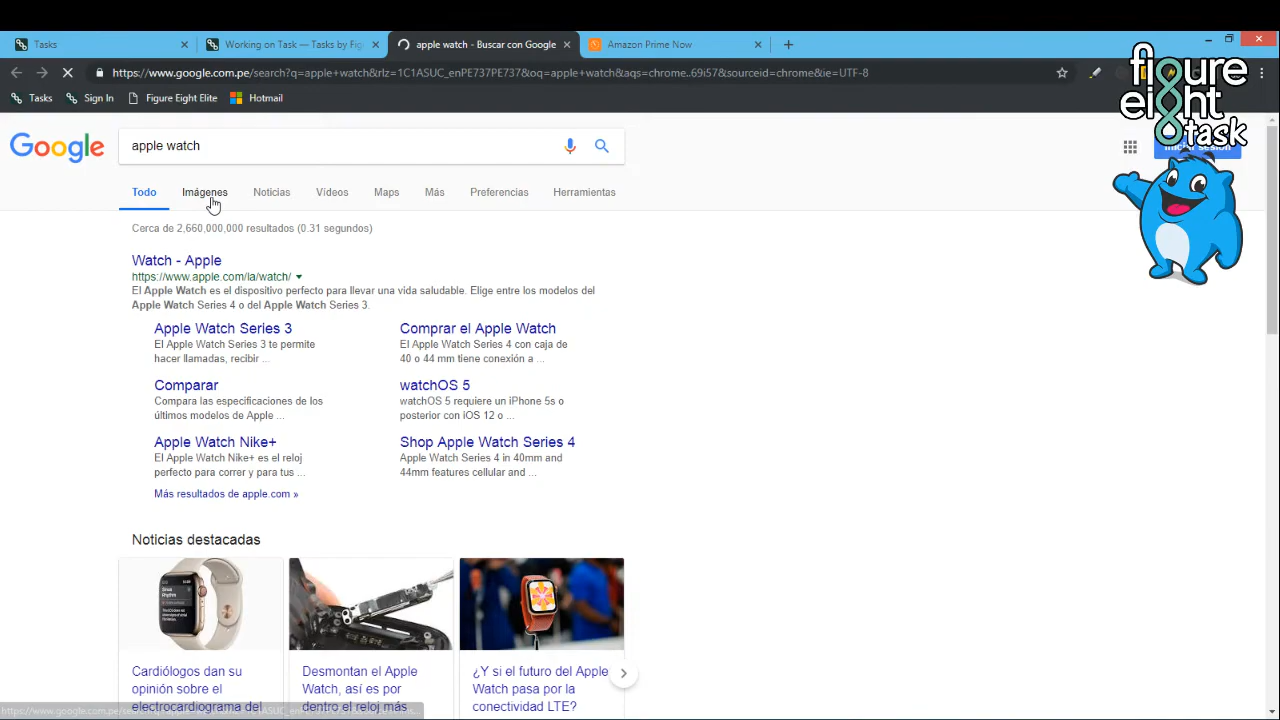 Tasks
Working on Task — Tasks by Fig
apple watch - Buscar con Google
Amazon Prime Now
https://www.google.com.pe/search?q=apple+watch&rlz=1C1ASUC_enPE737PE737&oq=apple+watch&aqs=chrome..69i57&sourceid=chrome&ie=UTF-8
Tasks
Sign In
Figure Eight Elite
Hotmail
figure
eight
task
Google
apple watch
Iniciar sesión
Todo
Imágenes
Noticias
Vídeos
Maps
Más
Preferencias
Herramientas
Cerca de 2,660,000,000 resultados (0.31 segundos)
Watch - Apple
https://www.apple.com/la/watch/
El Apple Watch es el dispositivo perfecto para llevar una vida saludable. Elige entre los modelos del
Apple Watch Series 4 o del Apple Watch Series 3.
Apple Watch Series 3
El Apple Watch Series 3 te permite
hacer llamadas, recibir ...
Comprar el Apple Watch
El Apple Watch Series 4 con caja de
40 o 44 mm tiene conexión a ...
Comparar
Compara las especificaciones de los
últimos modelos de Apple ...
watchOS 5
watchOS 5 requiere un iPhone 5s o
posterior con iOS 12 o ...
Apple Watch Nike+
El Apple Watch Nike+ es el reloj
perfecto para correr y para tus ...
Shop Apple Watch Series 4
Apple Watch Series 4 in 40mm and
44mm features cellular and ...
Más resultados de apple.com »
Noticias destacadas
Cardiólogos dan su
opinión sobre el
electrocardiograma del
Desmontan el Apple
Watch, así es por
dentro el reloj más
¿Y si el futuro del Apple
Watch pasa por la
conectividad LTE?